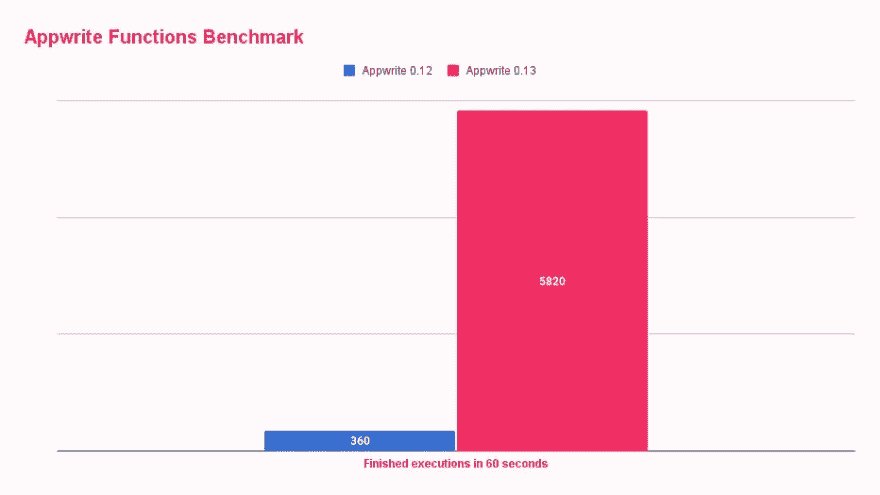 Appwrite Functions Benchmark
Appwrite 0.12 Appwrite 0.13
5820
360
Finished executions in 60 seconds